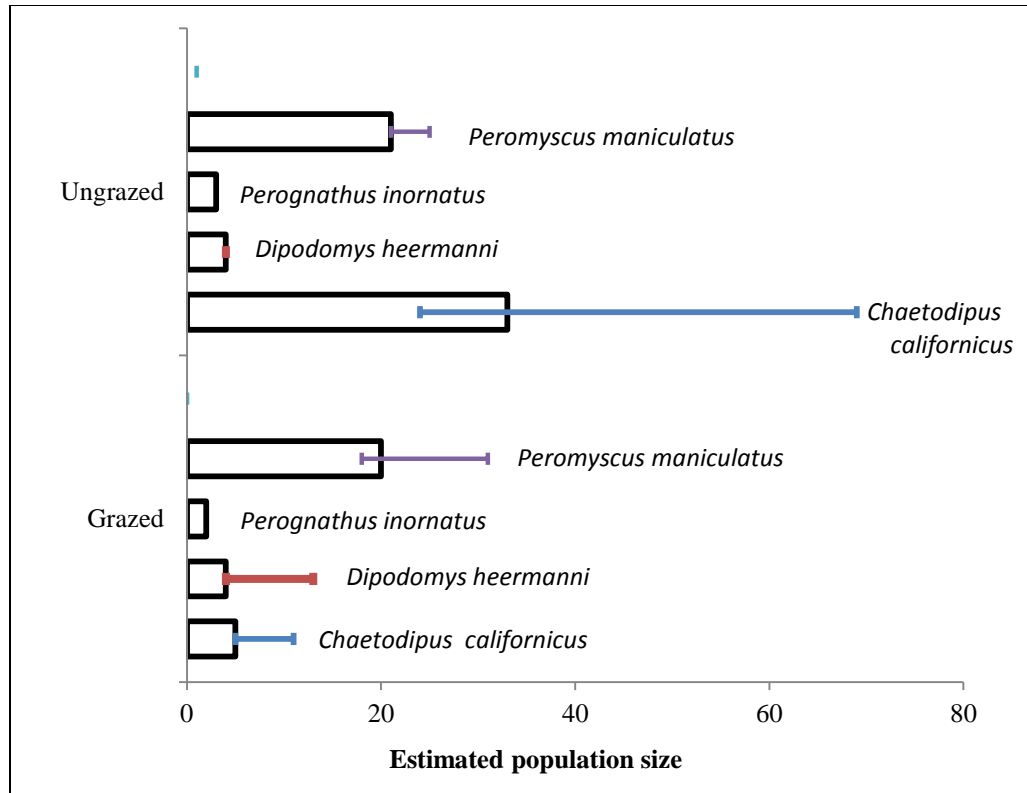 Peromyscus maniculatus
Ungrazed
Perognathus inornatus
Dipodomys heermanni
Chaetodipus
californicus
Peromyscus maniculatus
Grazed
Perognathus inornatus
Dipodomys heermanni
Chaetodipus californicus
0
20
40
60
80
Estimated population size